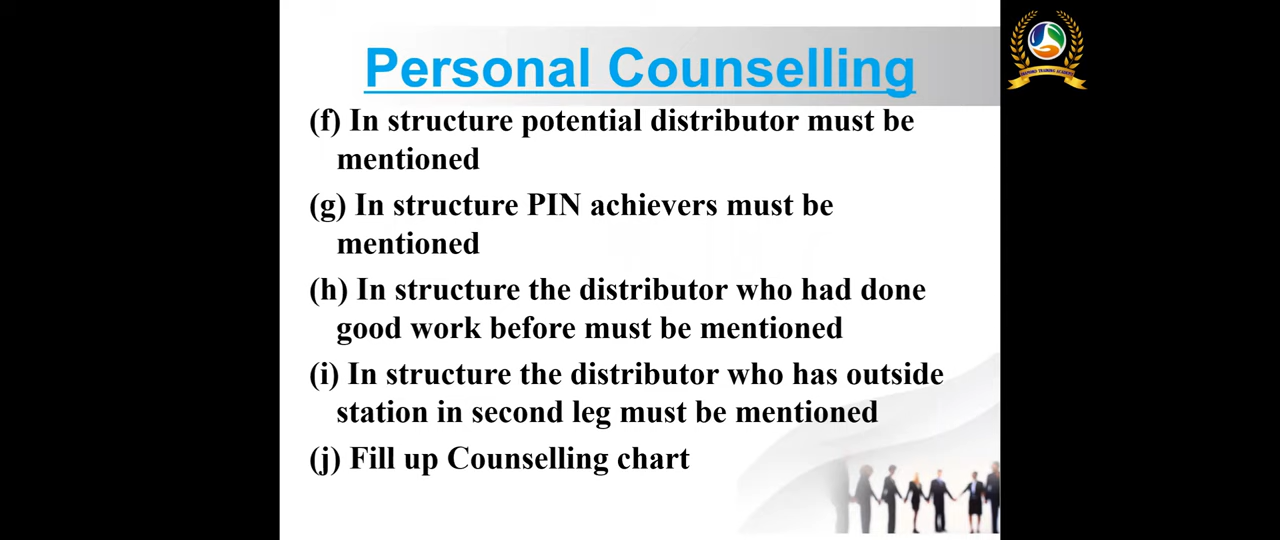 Personal Counselling
(f) In structure potential distributor must be
mentioned
(g) In structure PIN achievers must be
mentioned
(h) In structure the distributor who had done
good work before must be mentioned
(i) In structure the distributor who has outside
station in second leg must be mentioned
(j) Fill up Counselling chart